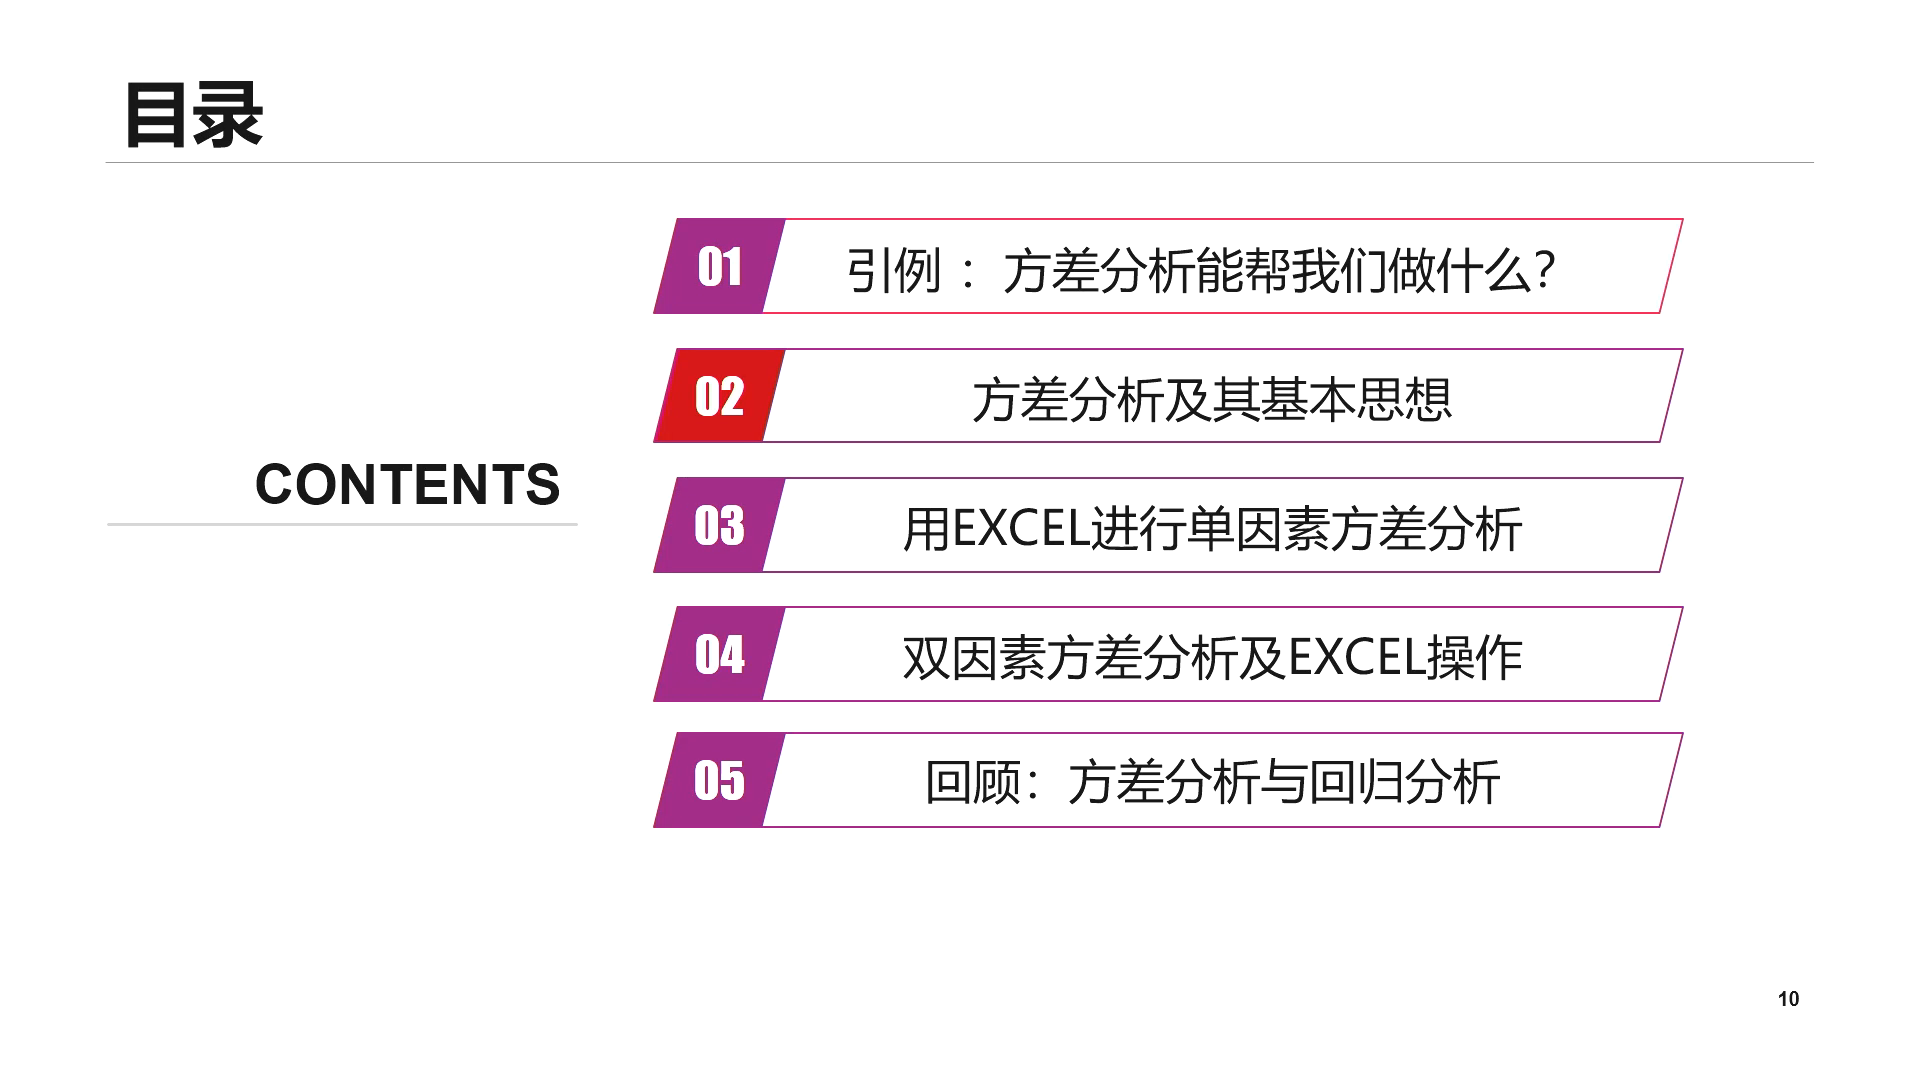 目录
CONTENTS
01 引例 ：方差分析能帮我们做什么？
02 方差分析及其基本思想
03 用EXCEL进行单因素方差分析
04 双因素方差分析及EXCEL操作
05 回顾：方差分析与回归分析
10